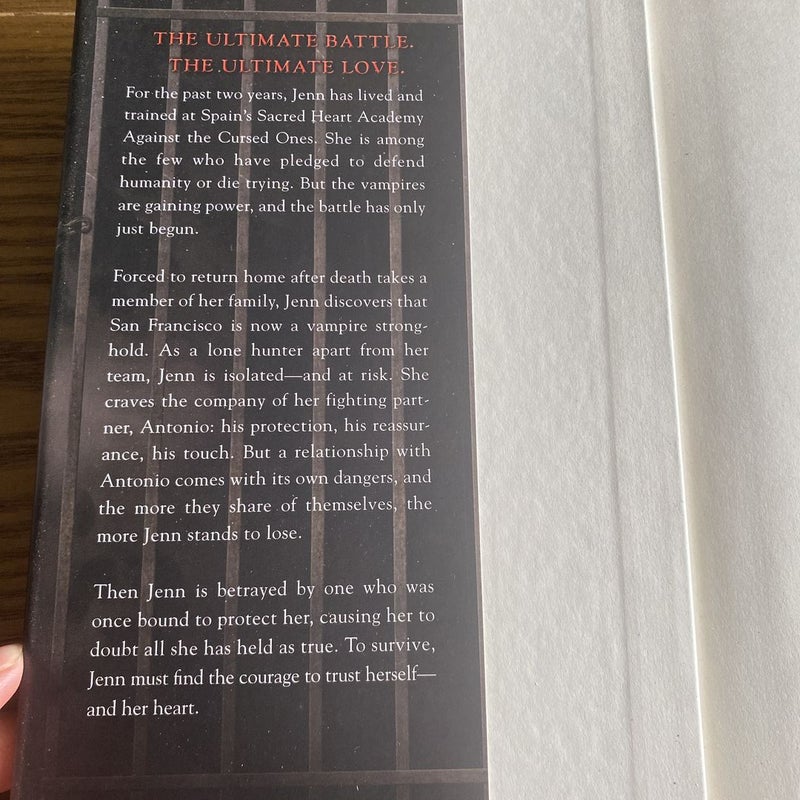 THE ULTIMATE BATTLE.
THE ULTIMATE LOVE.
For the past two years, Jenn has lived and
trained at Spain's Sacred Heart Academy
Against the Cursed Ones. She is among
the few who have pledged to defend
humanity or die trying. But the vampires
are gaining power, and the battle has only
just begun.
Forced to return home after death takes a
member of her family, Jenn discovers that
San Francisco is now a vampire strong-
hold. As a lone hunter apart from her
team, Jenn is isolated—and at risk. She
craves the company of her fighting part-
ner, Antonio: his protection, his reassur-
ance, his touch. But a relationship with
Antonio comes with its own dangers, and
the more they share of themselves, the
more Jenn stands to lose.
Then Jenn is betrayed by one who was
once bound to protect her, causing her to
doubt all she has held as true. To survive,
Jenn must find the courage to trust herself—
and her heart.